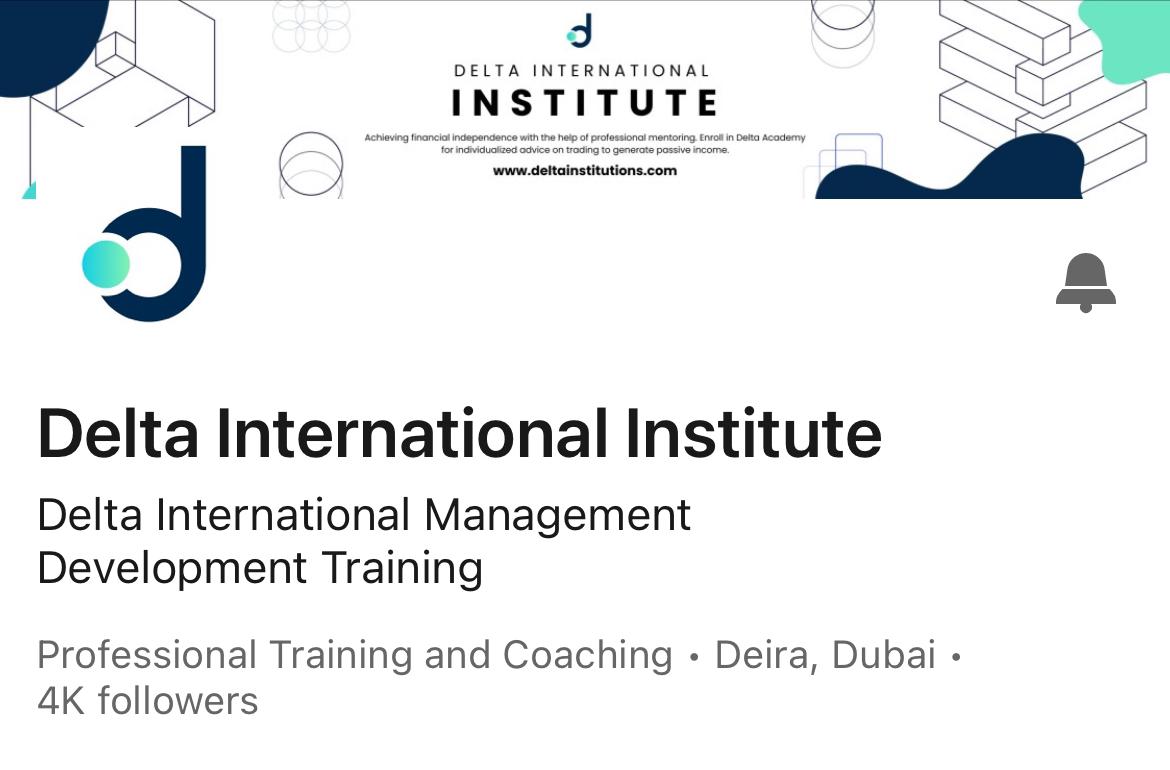 DELTA INTERNATIONAL
INSTITUTE
Achieving financial independence with the help of professional mentoring. Enroll in Delta Academy
for individualized advice on trading to generate passive income.
www.deltainstitutions.com
Delta International Institute
Delta International Management
Development Training
Professional Training and Coaching • Deira, Dubai •
4K followers